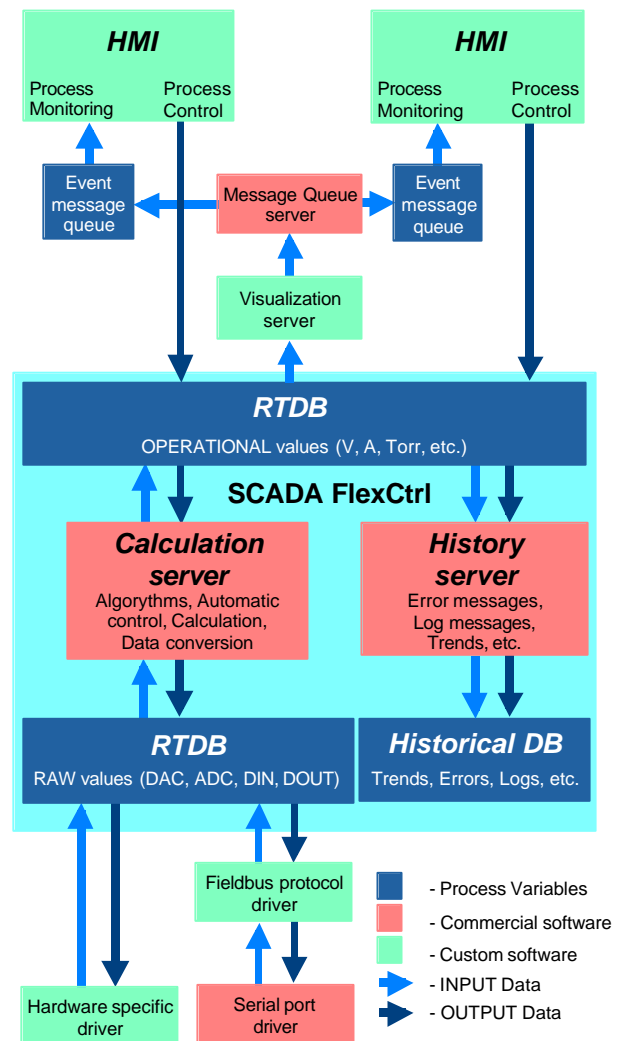 HMI
Process
Monitoring
Process
Control
HMI
Process
Monitoring
Process
Control
Event
message
queue
Message Queue
server
Event
message
queue
Visualization
server
RTDB
OPERATIONAL values (V, A, Torr, etc.)
SCADA FlexCtrl
Calculation
server
Algorythms, Automatic
control, Calculation,
Data conversion
History
server
Error messages,
Log messages,
Trends, etc.
RTDB
RAW values (DAC, ADC, DIN, DOUT)
Historical DB
Trends, Errors, Logs, etc.
Fieldbus protocol
driver
Hardware specific
driver
Serial port
driver
- Process Variables
- Commercial software
- Custom software
- INPUT Data
- OUTPUT Data